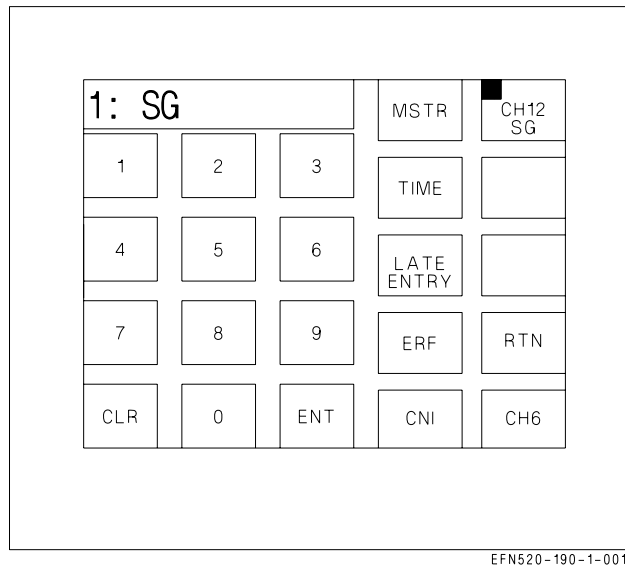 1: SG
MSTR
CH12
SG
1
2
3
TIME
4
5
6
LATE
ENTRY
7
8
9
ERF
RTN
CLR
0
ENT
CNI
CH6
EFN520-190-1-001